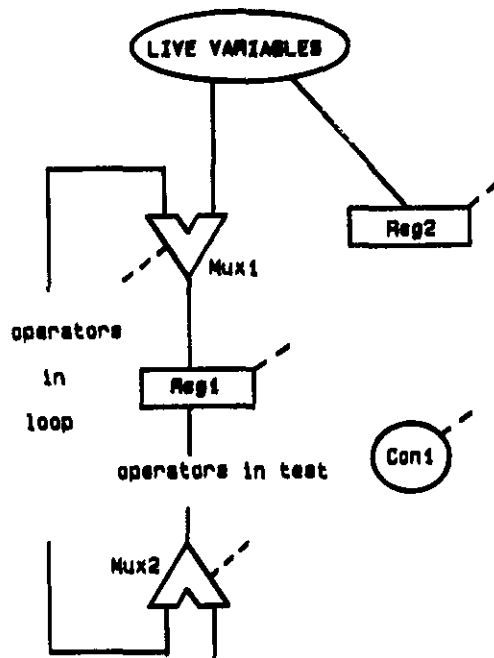 LIVE VARIABLES
Reg2
Mux1
operators
in
loop
Reg1
operators in test
Con1
Mux2